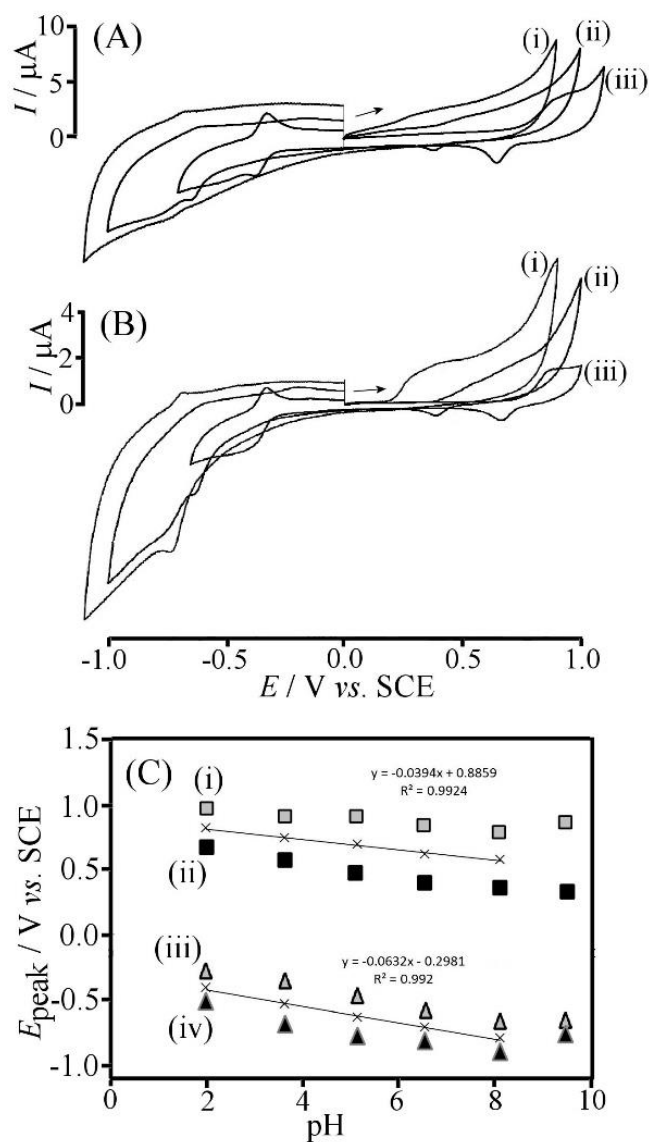 (A)
10
5
0
I / μA
(i)
(ii)
(iii)
(B)
4
2
0
I / μA
(i)
(ii)
(iii)
-1.0 -0.5 0.0 0.5 1.0
E / V vs. SCE
(C)
1.5
1.0
0.5
0.0
-0.5
-1.0
E peak / V vs. SCE
(i)
y = -0.0394x + 0.8859
R² = 0.9924
(ii)
(iii)
y = -0.0632x - 0.2981
R² = 0.992
(iv)
0 2 4 6 8 10
pH